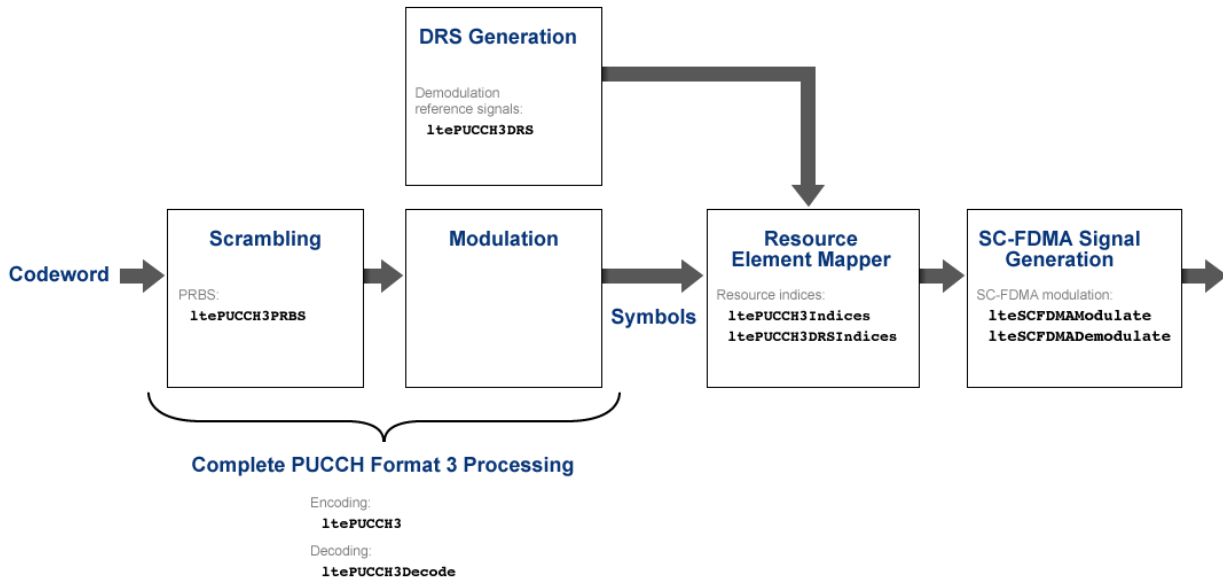 DRS Generation
Demodulation
reference signals:
ltePUCCH3DRS
Codeword
Scrambling
PRBS:
ltePUCCH3PRBS
Modulation
Symbols
Resource
Element Mapper
Resource indices:
ltePUCCH3Indices
ltePUCCH3DRSIndices
SC-FDMA Signal
Generation
SC-FDMA modulation:
lteSCFDMAModulate
lteSCFDMADemodulate
Complete PUCCH Format 3 Processing
Encoding:
ltePUCCH3
Decoding:
ltePUCCH3Decode